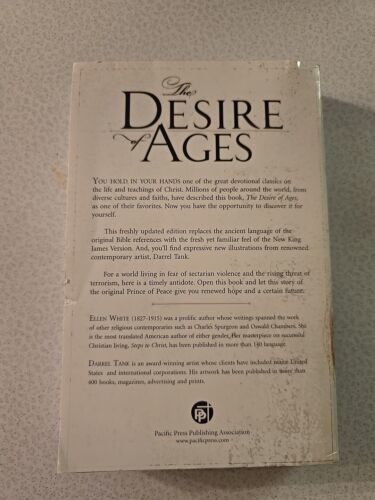 The
DESIRE
of AGES
YOU HOLD IN YOUR HANDS one of the great devotional classics on
the life and teachings of Christ. Millions of people around the world, from
diverse cultures and faiths, have described this book, The Desire of Ages,
as one of their favorites. Now you have the opportunity to discover it for
yourself.
This freshly updated edition replaces the ancient language of the
original Bible references with the fresh yet familiar feel of the New King
James Version. And, you'll find expressive new illustrations from renowned
contemporary artist, Darrel Tank.
For a world living in fear of sectarian violence and the rising threat of
terrorism, here is a timely antidote. Open this book and let this story of
the original Prince of Peace give you renewed hope and a certain future.
ELLEN WHITE (1827-1915) was a prolific author whose writings spanned the work
of other religious contemporaries such as Charles Spurgeon and Oswald Chambers. She
is the most translated American author of either gender. Her masterpiece on successful
Christian living, Steps to Christ, has been published in more than 140 languages.
DARREL TANK is an award-winning artist whose clients have included major United
States and international corporations. His artwork has been published in more than
600 books, magazines, advertising and prints.
PP
Pacific Press Publishing Association
www.pacificpress.com